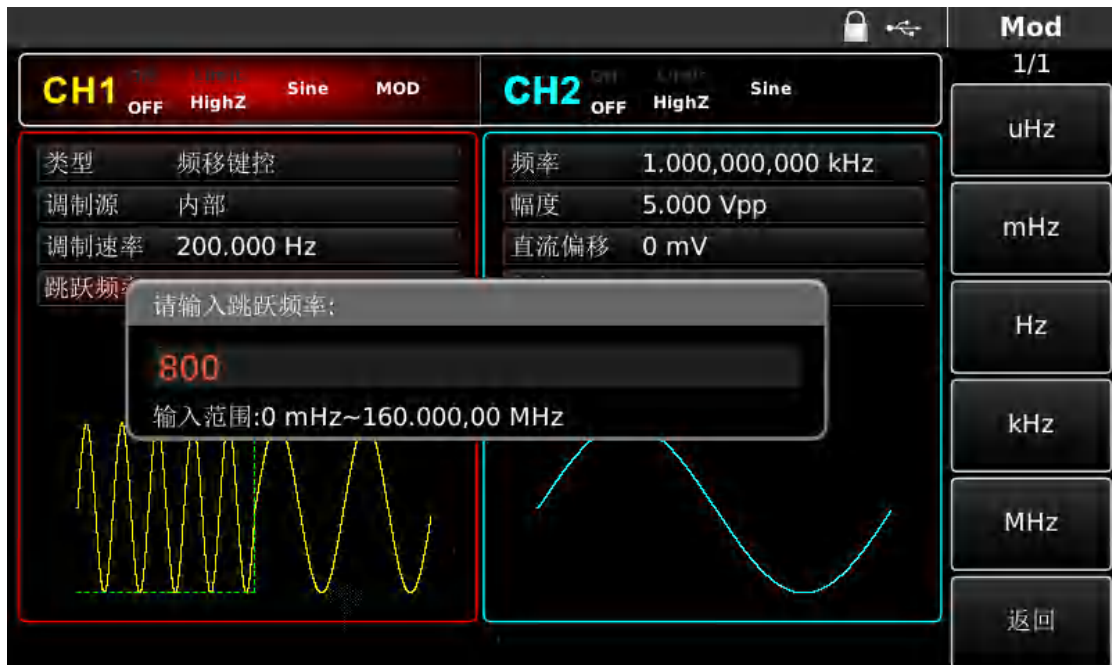 Mod
1/1
CH1 OFF HighZ Sine MOD
CH2 OFF HighZ Sine
uHz
类型 频移键控
频率 1.000,000,000 kHz
调制源 内部
幅度 5.000 Vpp
mHz
调制速率 200.000 Hz
直流偏移 0 mV
跳跃频
请输入跳跃频率:
Hz
800
输入范围:0 mHz~160.000,00 MHz
kHz
MHz
返回